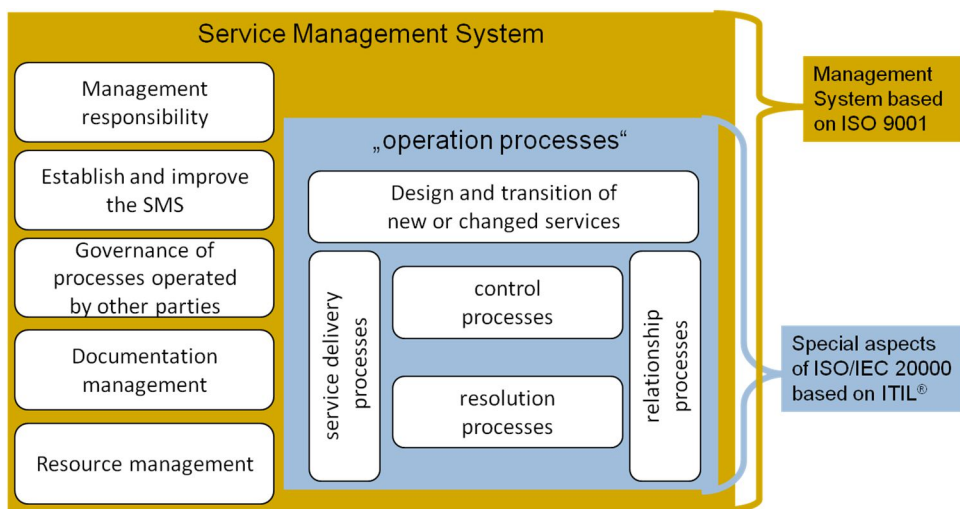 Service Management System
Management
responsibility
Establish and improve
the SMS
Governance of
processes operated
by other parties
Documentation
management
Resource management
„operation processes“
Design and transition of
new or changed services
service delivery
processes
control
processes
resolution
processes
relationship
processes
Management
System based
on ISO 9001
Special aspects
of ISO/IEC 20000
based on ITIL®